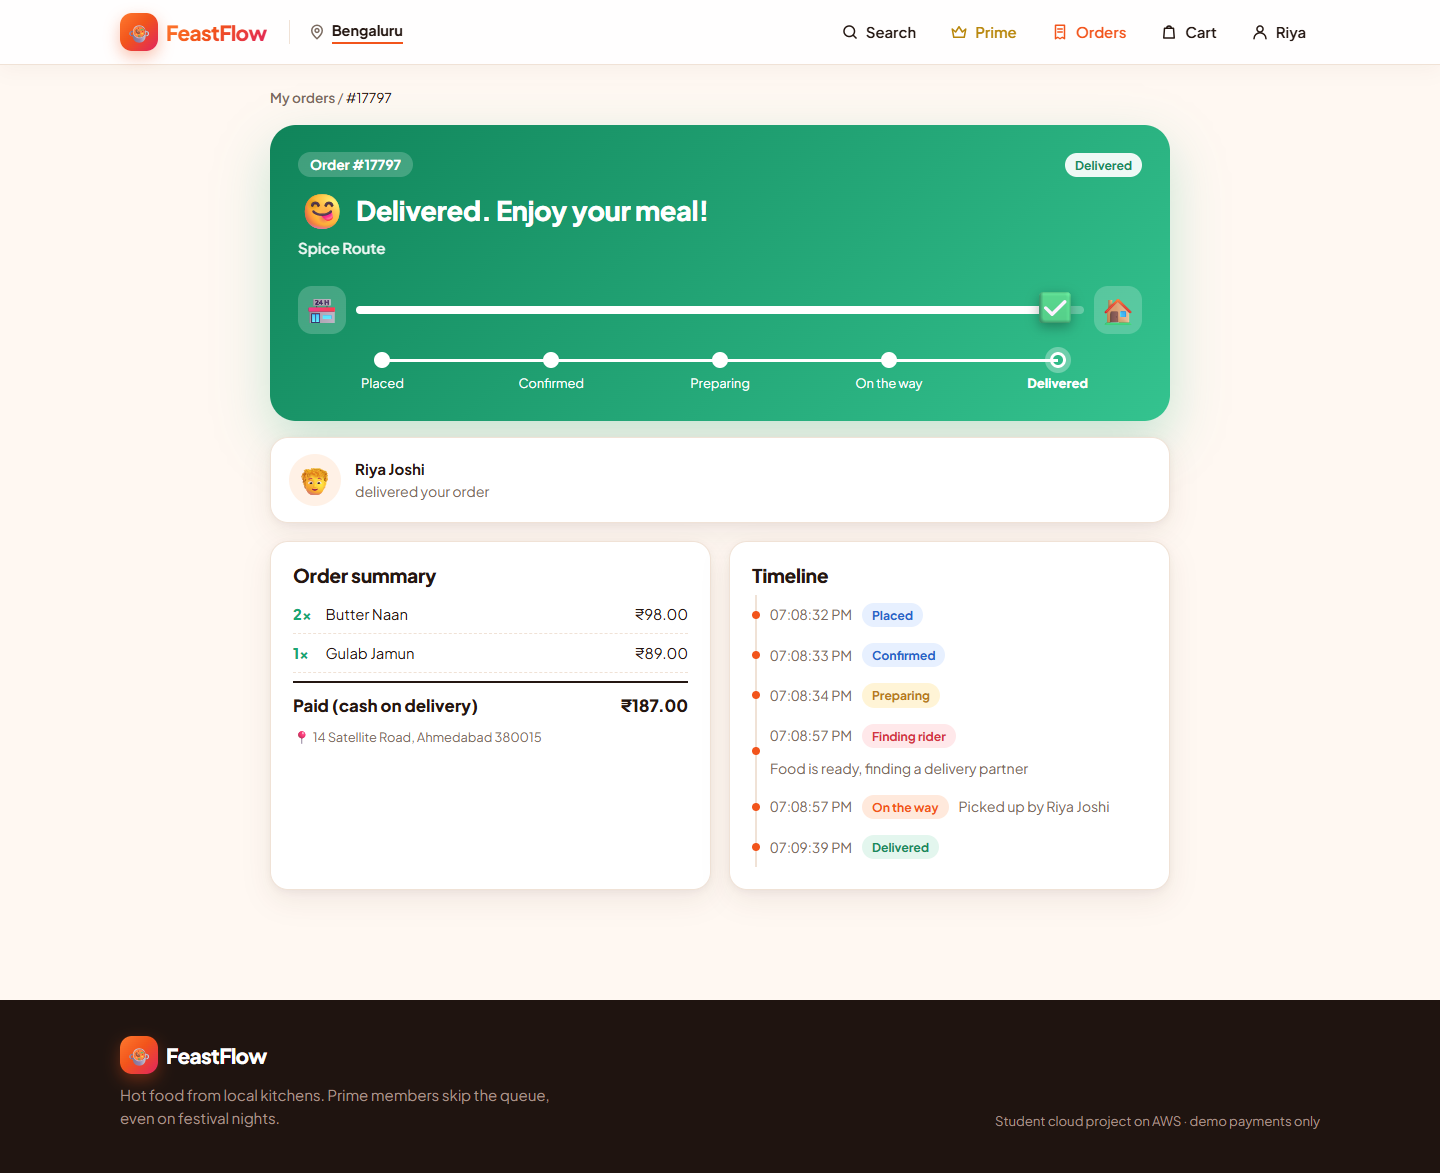 FeastFlow
Bengaluru
Search
Prime
Orders
Cart
Riya
My orders / #17797
Order #17797
Delivered
Delivered. Enjoy your meal!
Spice Route
24 H
Placed
Confirmed
Preparing
On the way
Delivered
Riya Joshi
delivered your order
Order summary
2× Butter Naan ₹98.00
1× Gulab Jamun ₹89.00
Paid (cash on delivery) ₹187.00
14 Satellite Road, Ahmedabad 380015
Timeline
07:08:32 PM Placed
07:08:33 PM Confirmed
07:08:34 PM Preparing
07:08:57 PM Finding rider
Food is ready, finding a delivery partner
07:08:57 PM On the way Picked up by Riya Joshi
07:09:39 PM Delivered
FeastFlow
Hot food from local kitchens. Prime members skip the queue,
even on festival nights.
Student cloud project on AWS · demo payments only